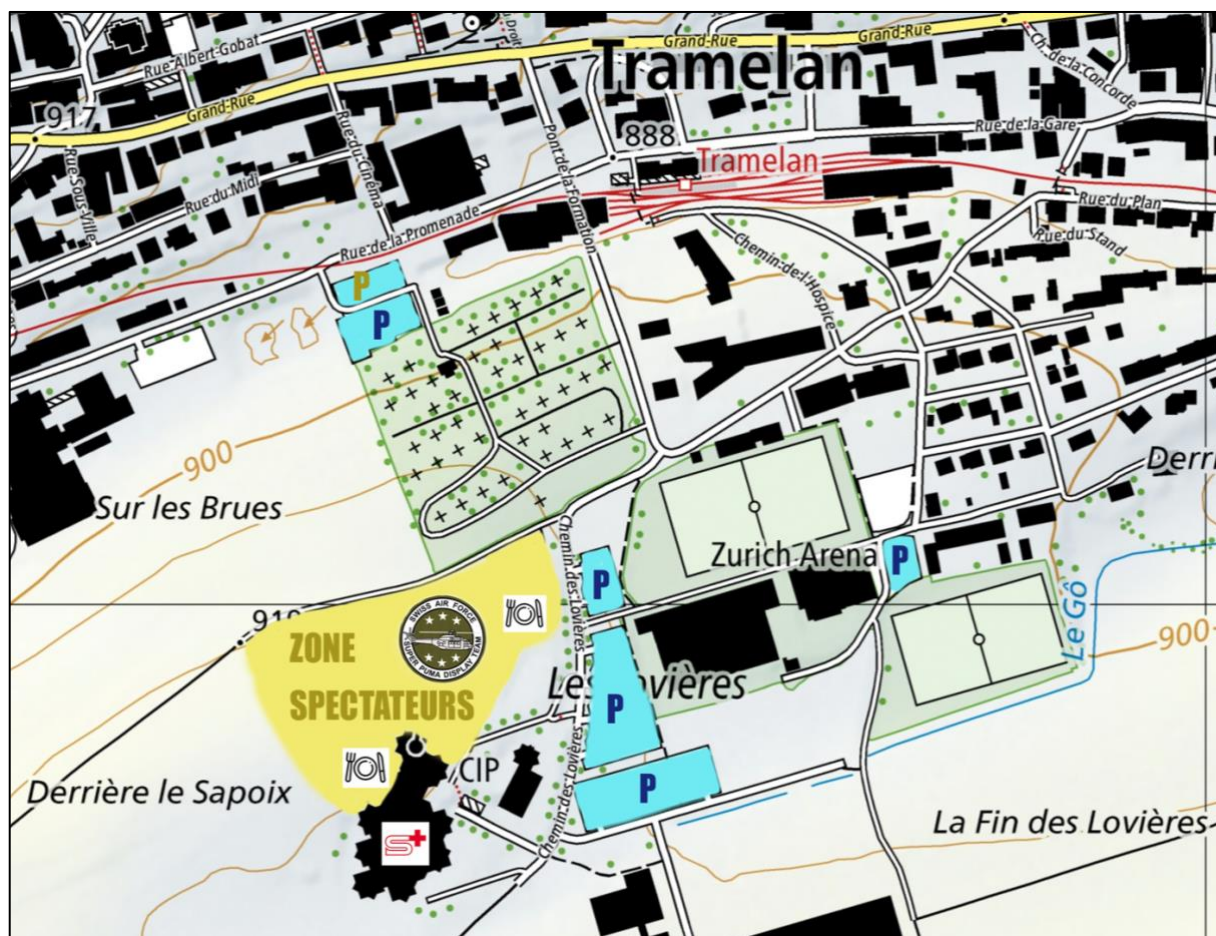 Rue Albert-Gobat
Grand-Rue
Grand-Rue
Grand-Rue
Tramelan
Ch. de la Concorde
917
Rue Sous-Ville
Rue du Midi
Rue du Cinéma
Pont de la Formation
888
Tramelan
Rue de la Gare
Rue du Plan
Rue du Stand
Rue de la Promenade
Chemin de l'Hospice
P
P
900
Sur les Brues
Derri
Chemin des Lovières
P
Zurich Arena
P
Le Gô
900
ZONE
SPECTATEURS
SWISS AIR FORCE
SUPER PUMA DISPLAY TEAM
P
Derrière le Sapoix
CIP
Chemin des Lovières
P
La Fin des Lovières
S+